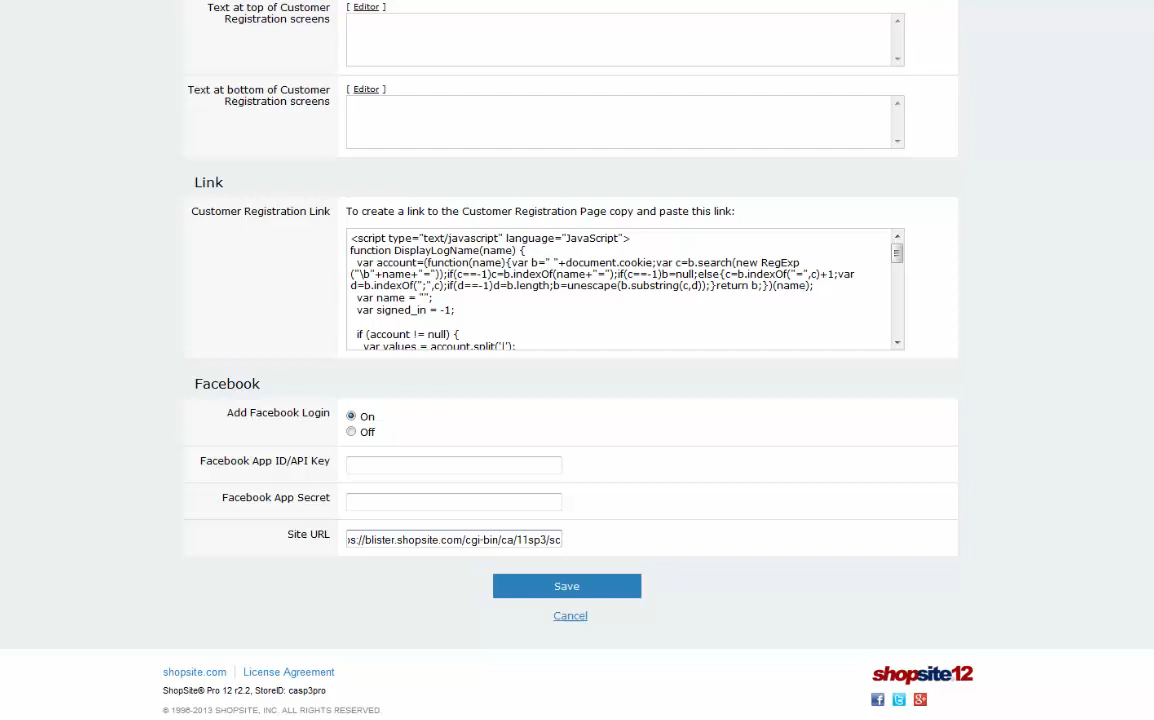 Text at top of Customer
Registration screens
[ Editor ]
Text at bottom of Customer
Registration screens
[ Editor ]
Link
Customer Registration Link
To create a link to the Customer Registration Page copy and paste this link:
<script type="text/javascript" language="JavaScript">
function DisplayLogName(name) {
var account=(function(name){var b=" "+document.cookie;var c=b.search(new RegExp
("\b"+name+"="));if(c==-1)c=b.indexOf(name+"=");if(c==-1)b=null;else{c=b.indexOf("=",c)+1;var
d=b.indexOf(";",c);if(d==-1)d=b.length;b=unescape(b.substring(c,d));}return b;})(name);
var name = "";
var signed_in = -1;
if (account != null) {
var values = account.split('|');
Facebook
Add Facebook Login
On
Off
Facebook App ID/API Key
Facebook App Secret
Site URL
os://blister.shopsite.com/cgi-bin/ca/11sp3/sc
Save
Cancel
shopsite.com
License Agreement
ShopSite® Pro 12 r2.2, StoreID: casp3pro
© 1996-2013 SHOPSITE, INC. ALL RIGHTS RESERVED.
shopsite12